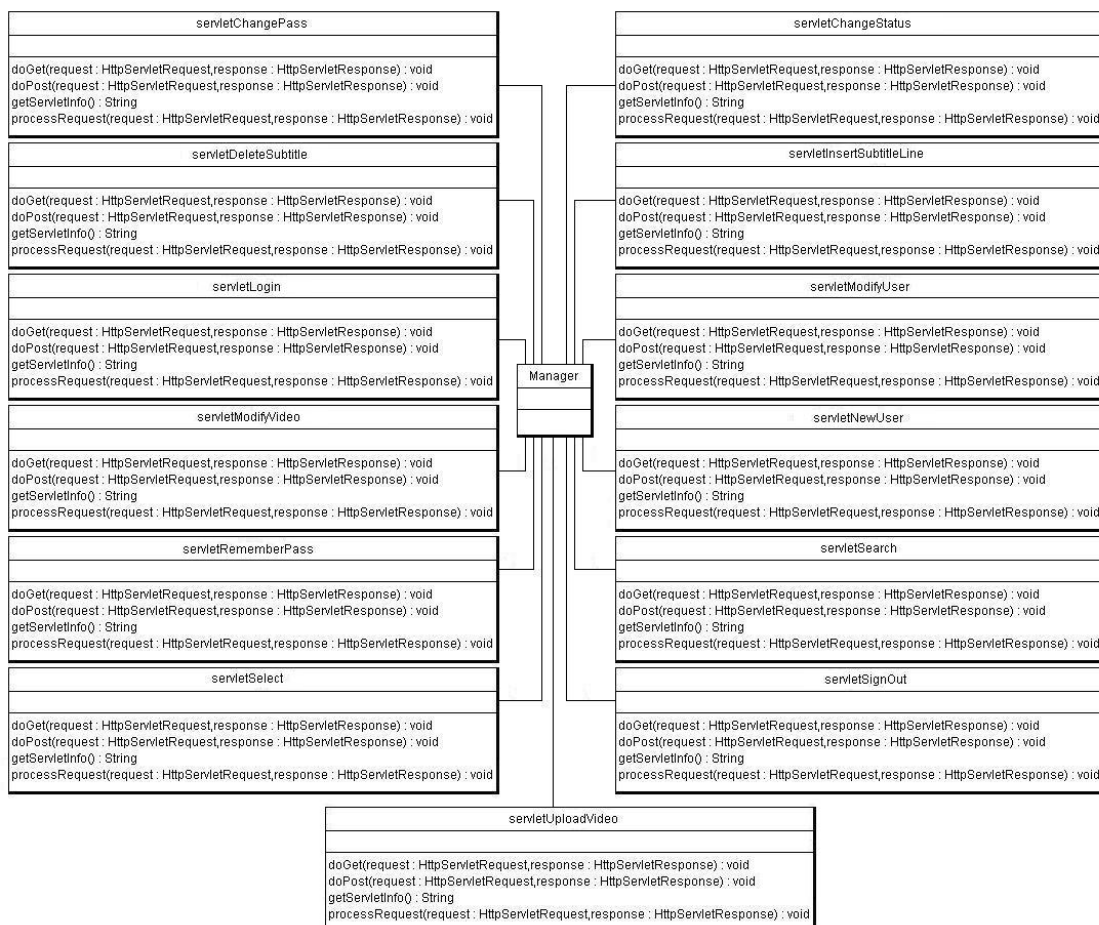 servletChangePass
doGet(request : HttpServletRequest,response : HttpServletResponse) : void
doPost(request : HttpServletRequest,response : HttpServletResponse) : void
getServletInfo() : String
processRequest(request : HttpServletRequest,response : HttpServletResponse) : void
servletChangeStatus
doGet(request : HttpServletRequest,response : HttpServletResponse) : void
doPost(request : HttpServletRequest,response : HttpServletResponse) : void
getServletInfo() : String
processRequest(request : HttpServletRequest,response : HttpServletResponse) : void
servletDeleteSubtitle
doGet(request : HttpServletRequest,response : HttpServletResponse) : void
doPost(request : HttpServletRequest,response : HttpServletResponse) : void
getServletInfo() : String
processRequest(request : HttpServletRequest,response : HttpServletResponse) : void
servletInsertSubtitleLine
doGet(request : HttpServletRequest,response : HttpServletResponse) : void
doPost(request : HttpServletRequest,response : HttpServletResponse) : void
getServletInfo() : String
processRequest(request : HttpServletRequest,response : HttpServletResponse) : void
servletLogin
doGet(request : HttpServletRequest,response : HttpServletResponse) : void
doPost(request : HttpServletRequest,response : HttpServletResponse) : void
getServletInfo() : String
processRequest(request : HttpServletRequest,response : HttpServletResponse) : void
servletModifyUser
doGet(request : HttpServletRequest,response : HttpServletResponse) : void
doPost(request : HttpServletRequest,response : HttpServletResponse) : void
getServletInfo() : String
processRequest(request : HttpServletRequest,response : HttpServletResponse) : void
Manager
servletModifyVideo
doGet(request : HttpServletRequest,response : HttpServletResponse) : void
doPost(request : HttpServletRequest,response : HttpServletResponse) : void
getServletInfo() : String
processRequest(request : HttpServletRequest,response : HttpServletResponse) : void
servletNewUser
doGet(request : HttpServletRequest,response : HttpServletResponse) : void
doPost(request : HttpServletRequest,response : HttpServletResponse) : void
getServletInfo() : String
processRequest(request : HttpServletRequest,response : HttpServletResponse) : void
servletRememberPass
doGet(request : HttpServletRequest,response : HttpServletResponse) : void
doPost(request : HttpServletRequest,response : HttpServletResponse) : void
getServletInfo() : String
processRequest(request : HttpServletRequest,response : HttpServletResponse) : void
servletSearch
doGet(request : HttpServletRequest,response : HttpServletResponse) : void
doPost(request : HttpServletRequest,response : HttpServletResponse) : void
getServletInfo() : String
processRequest(request : HttpServletRequest,response : HttpServletResponse) : void
servletSelect
doGet(request : HttpServletRequest,response : HttpServletResponse) : void
doPost(request : HttpServletRequest,response : HttpServletResponse) : void
getServletInfo() : String
processRequest(request : HttpServletRequest,response : HttpServletResponse) : void
servletSignOut
doGet(request : HttpServletRequest,response : HttpServletResponse) : void
doPost(request : HttpServletRequest,response : HttpServletResponse) : void
getServletInfo() : String
processRequest(request : HttpServletRequest,response : HttpServletResponse) : void
servletUploadVideo
doGet(request : HttpServletRequest,response : HttpServletResponse) : void
doPost(request : HttpServletRequest,response : HttpServletResponse) : void
getServletInfo() : String
processRequest(request : HttpServletRequest,response : HttpServletResponse) : void